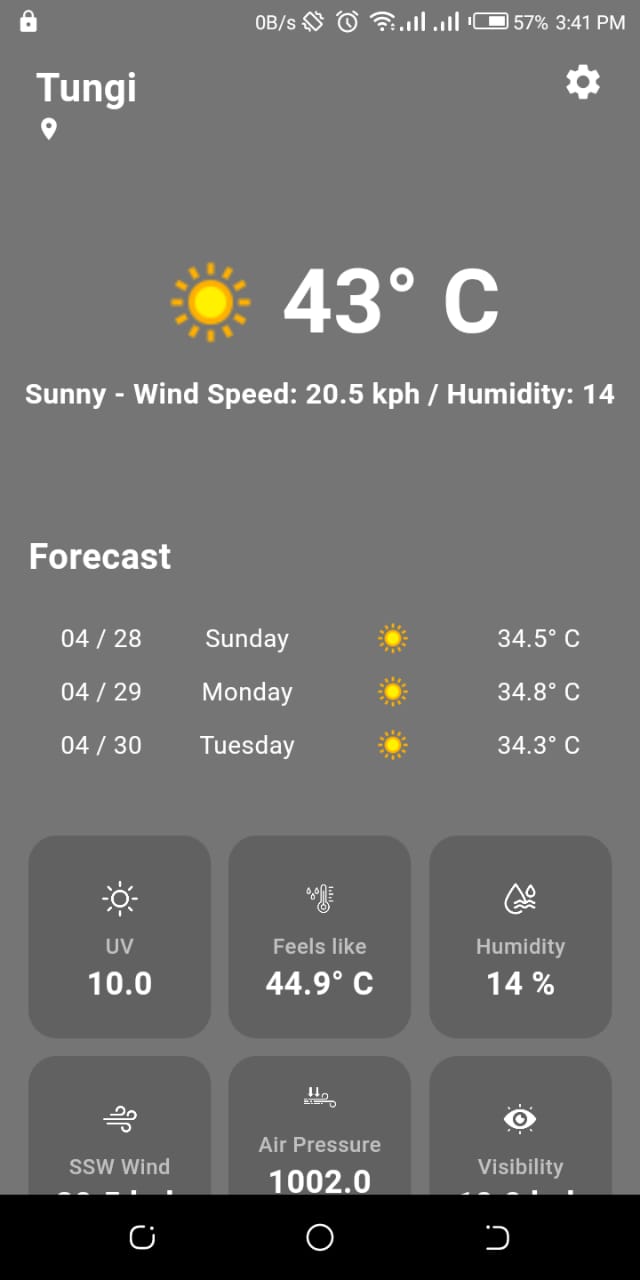 0B/s 57% 3:41 PM
Tungi
43° C
Sunny - Wind Speed: 20.5 kph / Humidity: 14
Forecast
04 / 28 Sunday 34.5° C
04 / 29 Monday 34.8° C
04 / 30 Tuesday 34.3° C
UV Feels like Humidity
10.0 44.9° C 14 %
Air Pressure
SSW Wind Visibility
1002.0